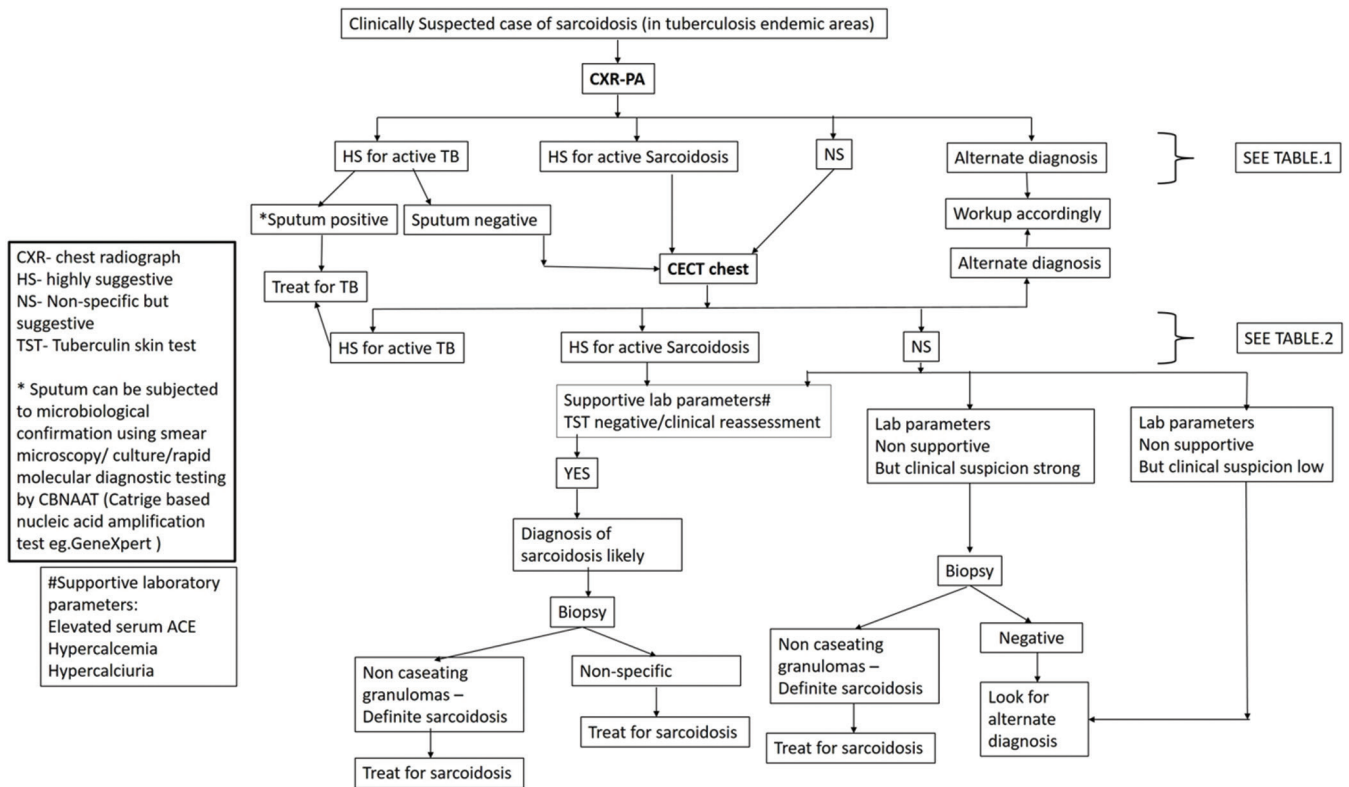 Clinically Suspected case of sarcoidosis (in tuberculosis endemic areas)
CXR-PA
HS for active TB
HS for active Sarcoidosis
NS
Alternate diagnosis
SEE TABLE.1
*Sputum positive
Sputum negative
Workup accordingly
Treat for TB
CECT chest
Alternate diagnosis
HS for active TB
HS for active Sarcoidosis
NS
SEE TABLE.2
Supportive lab parameters#
TST negative/clinical reassessment
Lab parameters
Non supportive
But clinical suspicion strong
Lab parameters
Non supportive
But clinical suspicion low
YES
Diagnosis of
sarcoidosis likely
Biopsy
Non caseating
granulomas –
Definite sarcoidosis
Non-specific
Treat for sarcoidosis
Treat for sarcoidosis
Biopsy
Non caseating
granulomas –
Definite sarcoidosis
Negative
Treat for sarcoidosis
Look for
alternate
diagnosis
CXR- chest radiograph
HS- highly suggestive
NS- Non-specific but
suggestive
TST- Tuberculin skin test
* Sputum can be subjected
to microbiological
confirmation using smear
microscopy/ culture/rapid
molecular diagnostic testing
by CBNAAT (Catrige based
nucleic acid amplification
test eg.GeneXpert )
#Supportive laboratory
parameters:
Elevated serum ACE
Hypercalcemia
Hypercalciuria